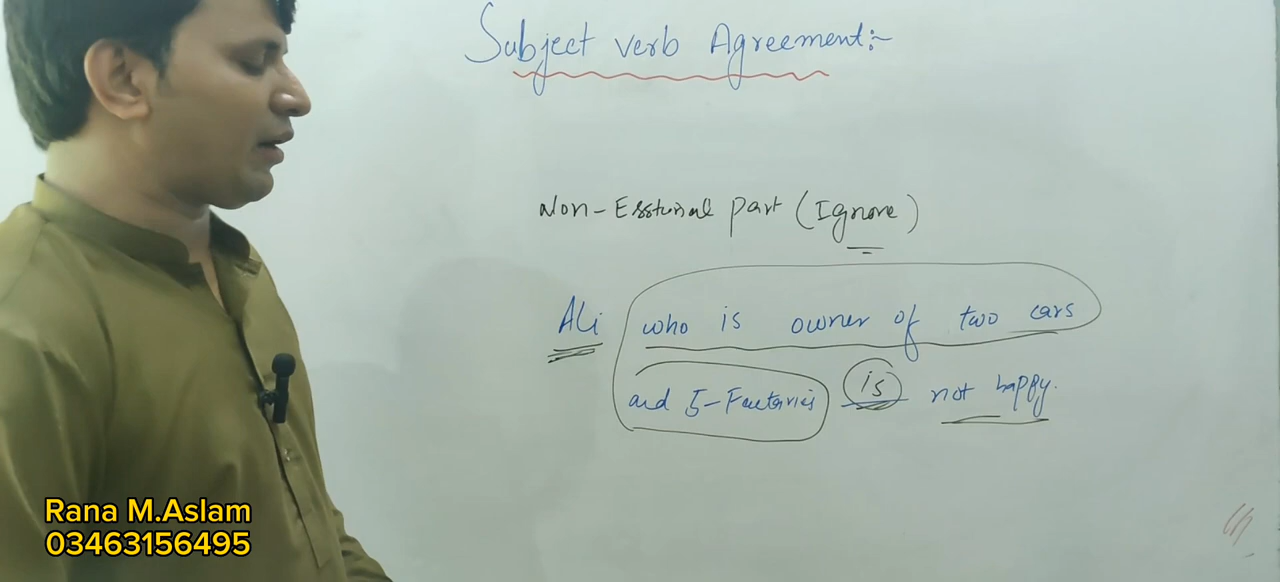 Subject verb Agreement:~
Non-Esstional part (Ignore)
ALi who is owner of two cars
and 5-Factories is not happy.
Rana M.Aslam
03463156495